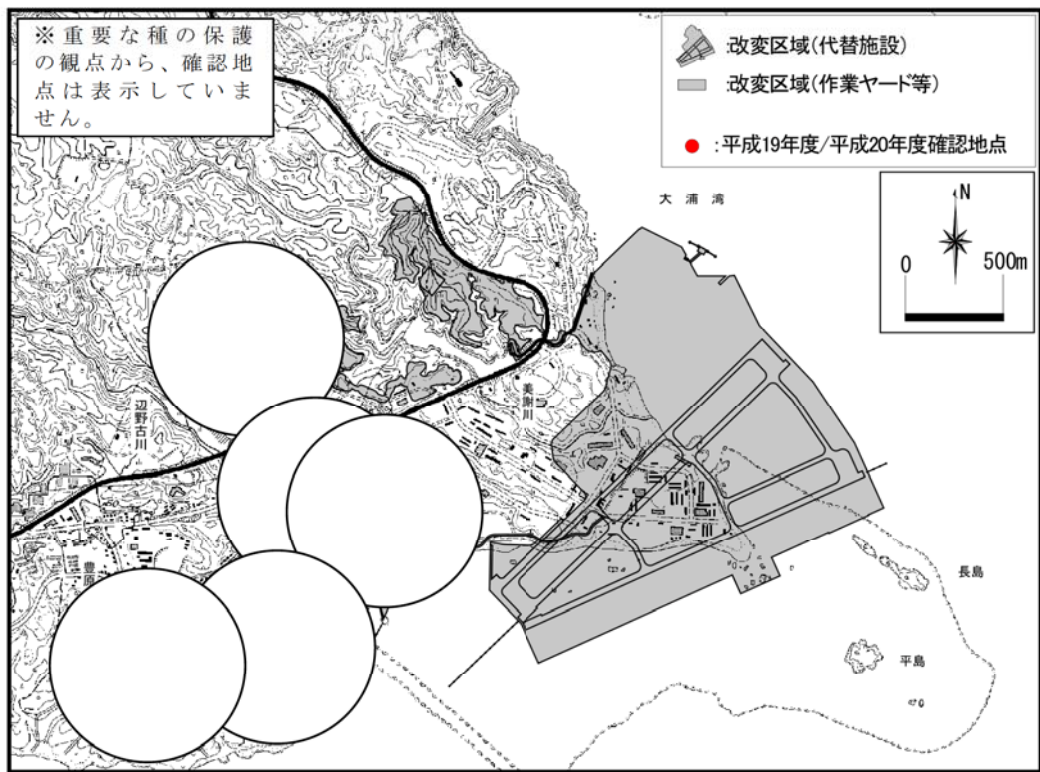 ※重要な種の保護
の観点から、確認地
点は表示していま
せん。
:改変区域(代替施設)
:改変区域(作業ヤード等)
:平成19年度/平成20年度確認地点
大浦湾
N
0 500m
美謝川
辺野古川
豊原
長島
平島